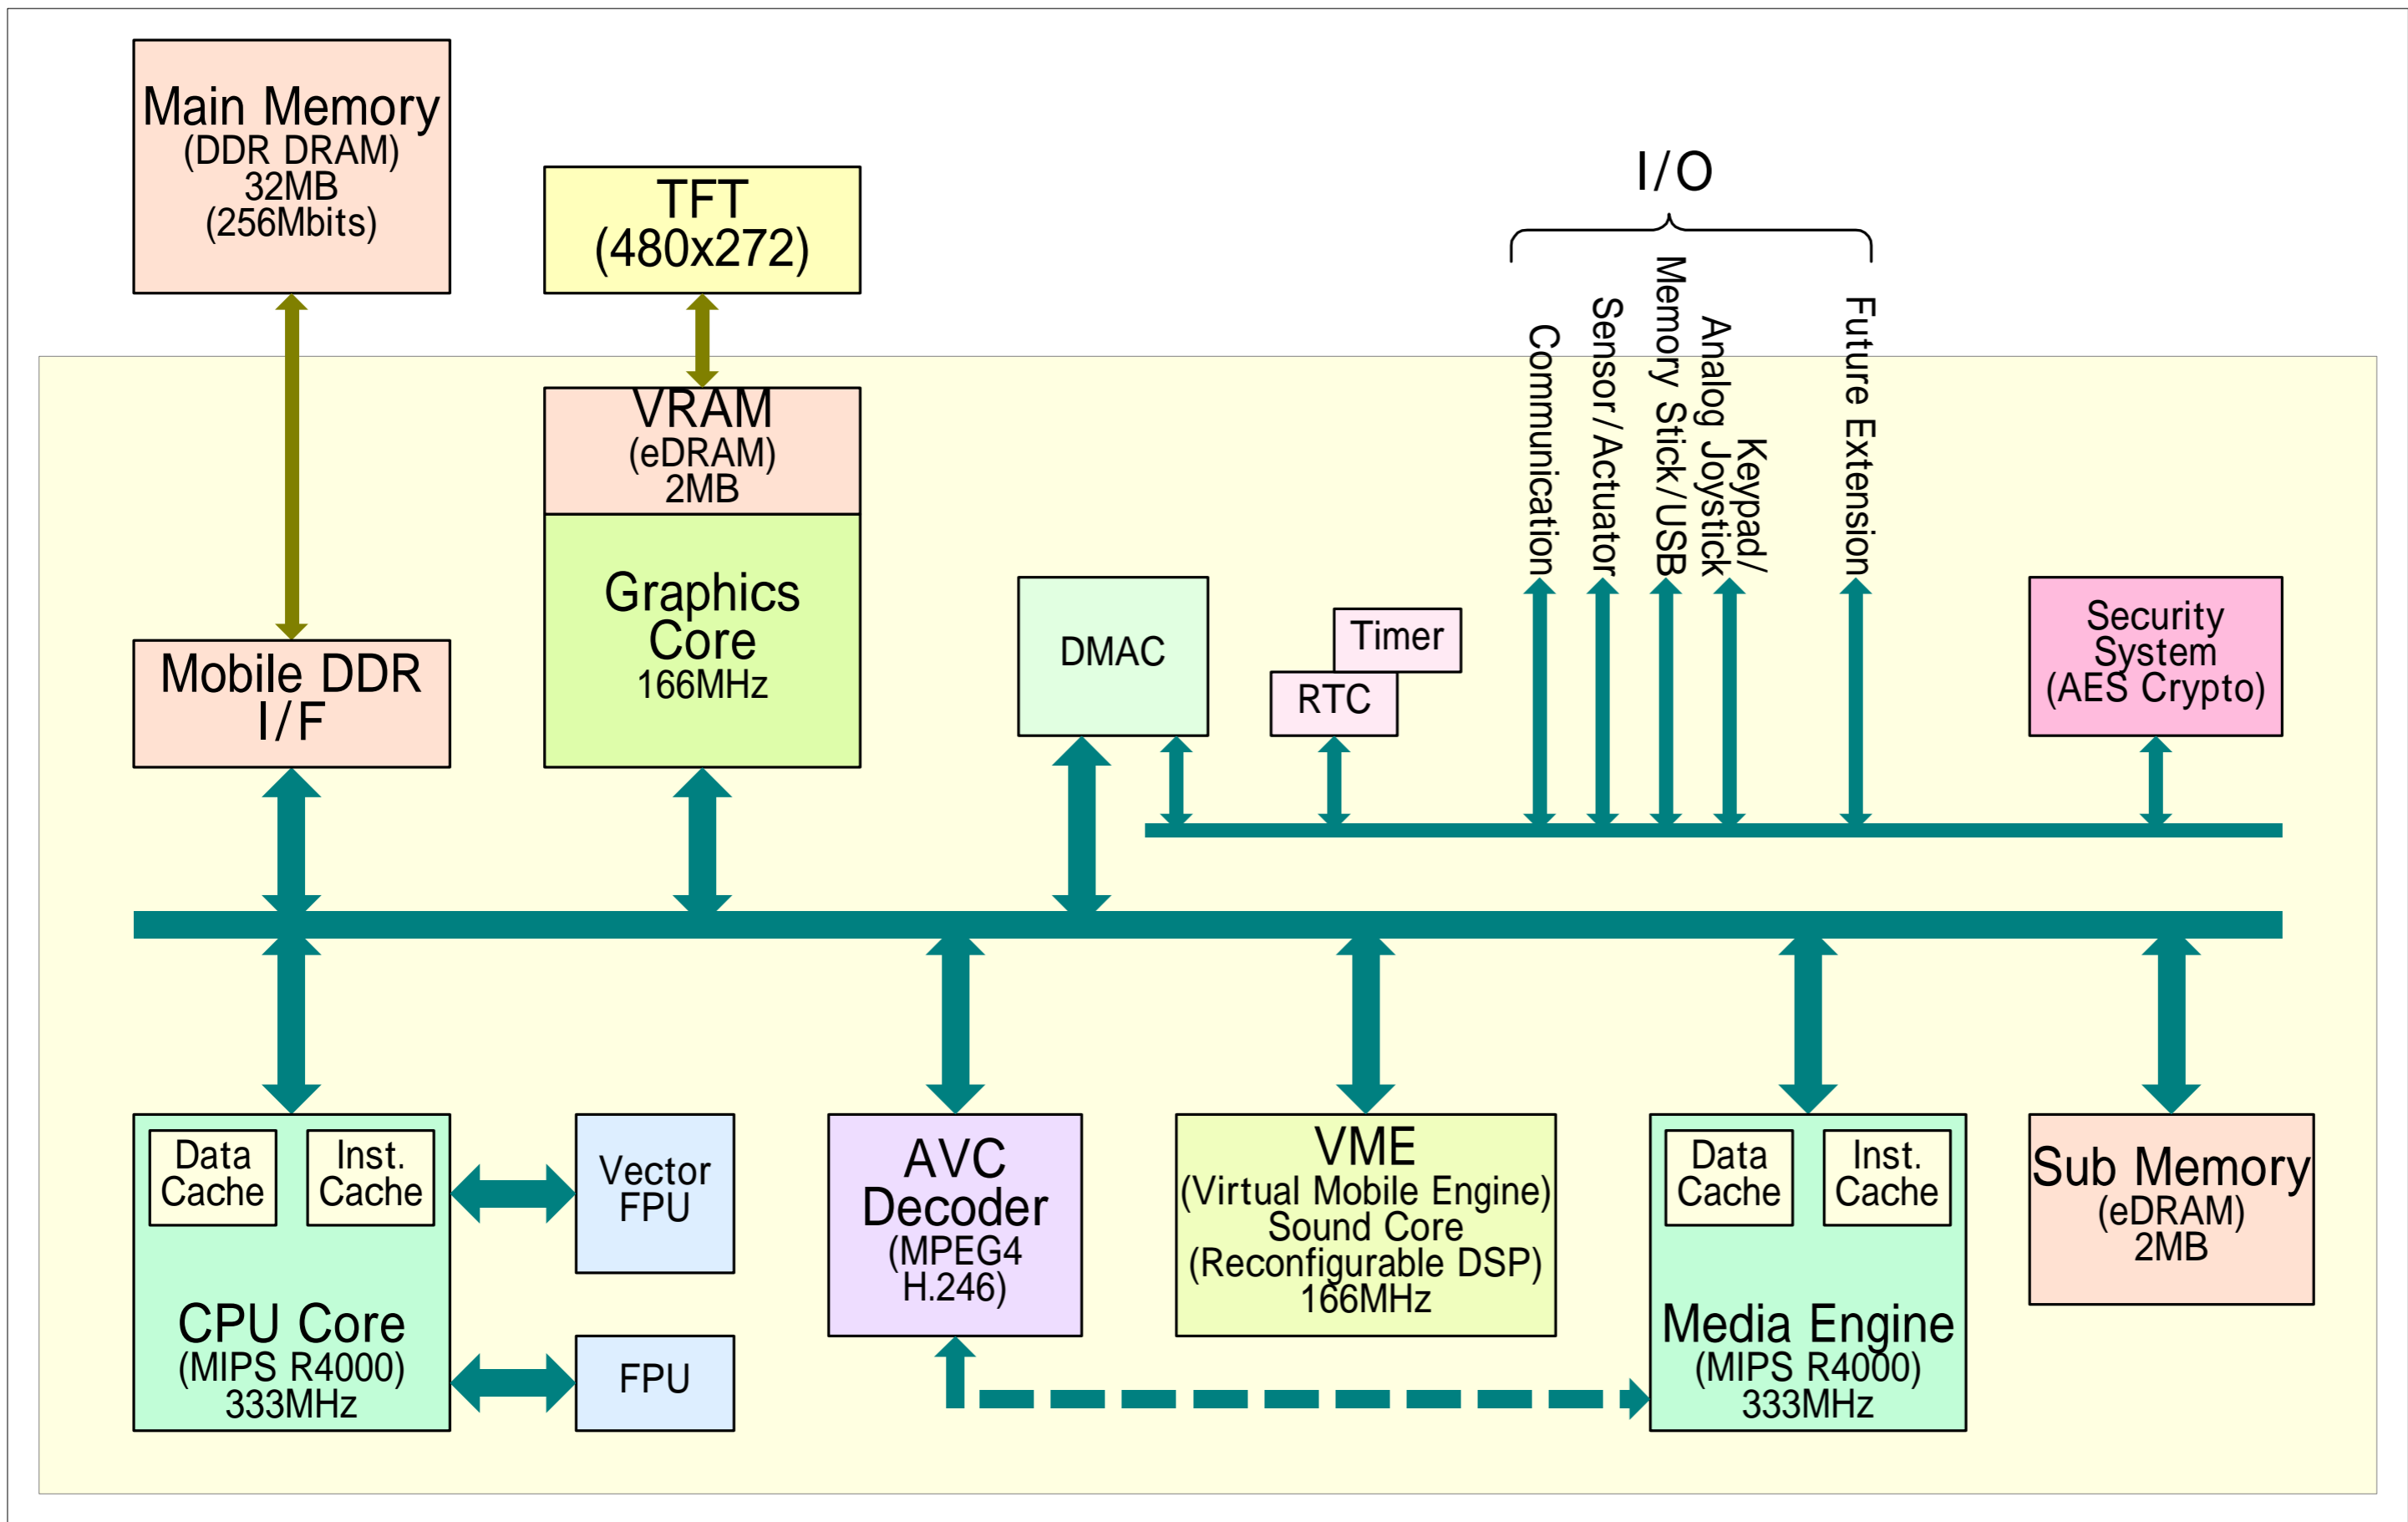 Main Memory
(DDR DRAM)
32MB
(256Mbits)
TFT
(480x272)
I/O
Communication
Sensor/Actuator
Memory Stick/USB
Keypad/
Analog Joystick
Future Extension
VRAM
(eDRAM)
2MB
Graphics
Core
166MHz
Mobile DDR
I/F
DMAC
Timer
RTC
Security
System
(AES Crypto)
Data
Cache
Inst.
Cache
CPU Core
(MIPS R4000)
333MHz
Vector
FPU
FPU
AVC
Decoder
(MPEG4
H.246)
VME
(Virtual Mobile Engine)
Sound Core
(Reconfigurable DSP)
166MHz
Data
Cache
Inst.
Cache
Media Engine
(MIPS R4000)
333MHz
Sub Memory
(eDRAM)
2MB